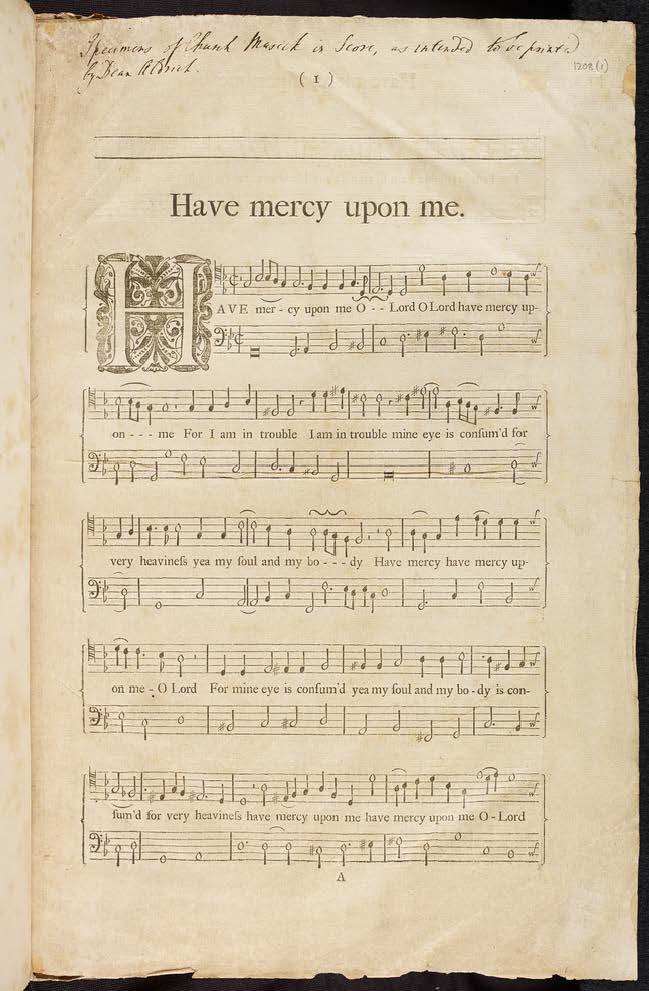 Specimens of Church Musick in Score, as intended to be printed
by Dean Aldrich.
1208(1)
( 1 )
Have mercy upon me.
HAVE mer - cy upon me O - - Lord O Lord have mercy up-
on - - - me For I am in trouble I am in trouble mine eye is conſum'd for
very heavineſs yea my ſoul and my bo - - - dy Have mercy have mercy up-
on me - O Lord For mine eye is conſum'd yea my ſoul and my bo - dy is con-
ſum'd for very heavineſs have mercy upon me have mercy upon me O - Lord
A